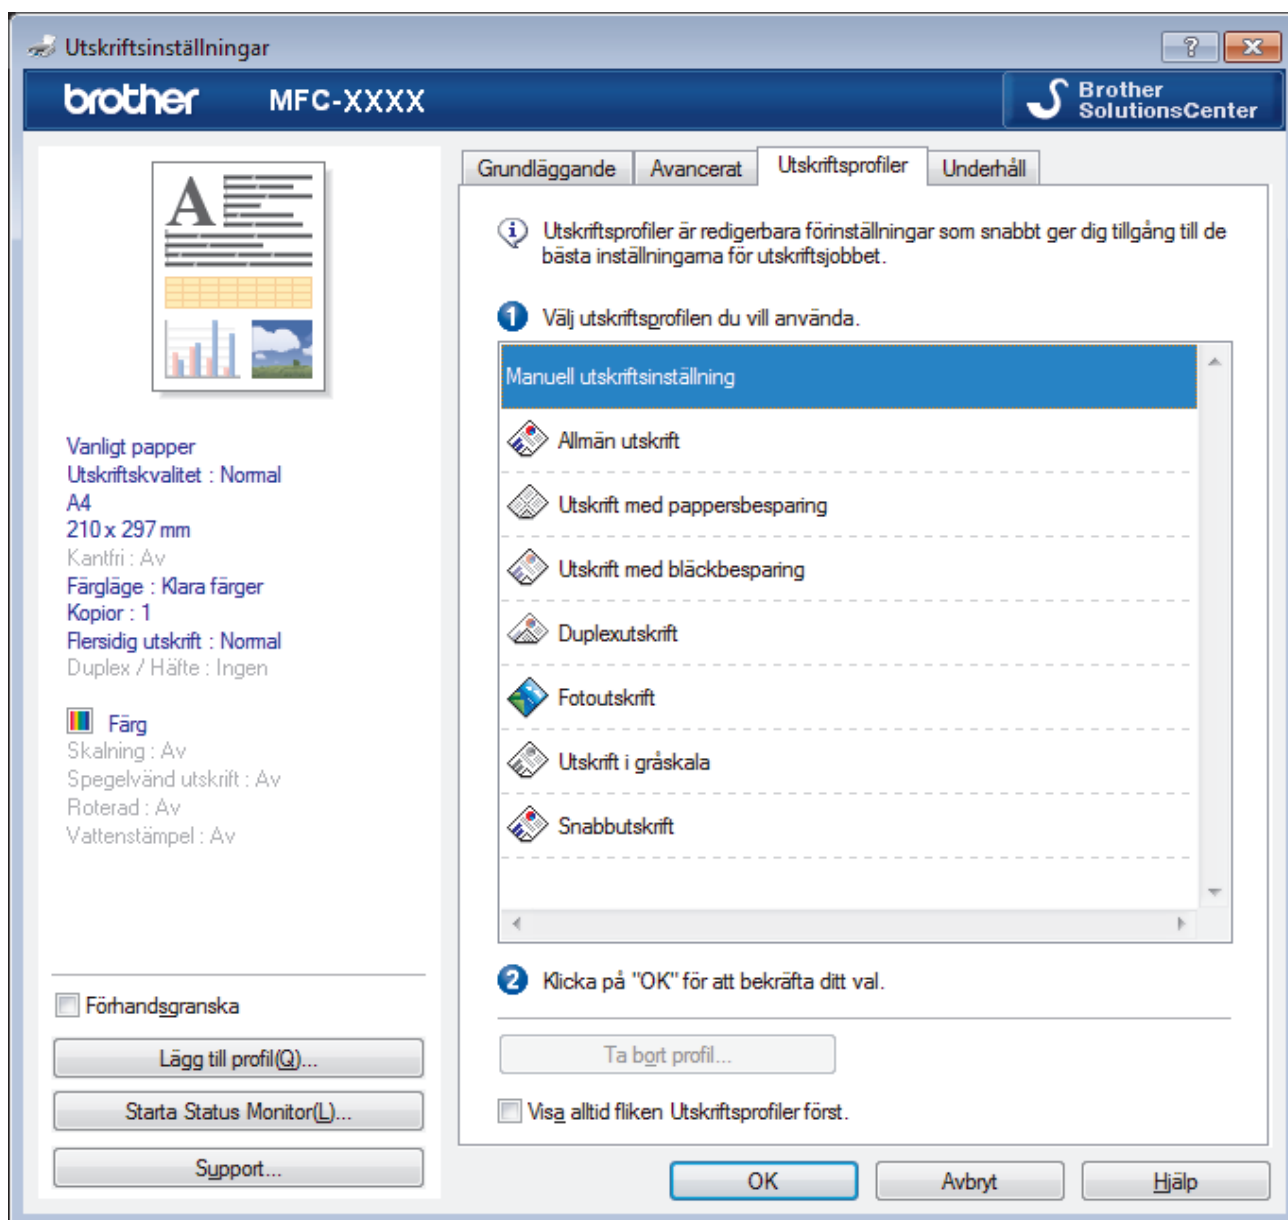 Utskriftsinställningar
brother MFC-XXXX
Brother
SolutionsCenter
A
Vanligt papper
Utskriftskvalitet : Normal
A4
210 x 297 mm
Kantfri : Av
Färgläge : Klara färger
Kopior : 1
Flersidig utskrift : Normal
Duplex / Häfte : Ingen
Färg
Skalning : Av
Spegelvänd utskrift : Av
Roterad : Av
Vattenstämpel : Av
Förhandsgranska
Lägg till profil(Q)...
Starta Status Monitor(L)...
Support...
Grundläggande Avancerat Utskriftsprofiler Underhåll
Utskriftsprofiler är redigerbara förinställningar som snabbt ger dig tillgång till de
bästa inställningarna för utskriftsjobbet.
1 Välj utskriftsprofilen du vill använda.
Manuell utskriftsinställning
Allmän utskrift
Utskrift med pappersbesparing
Utskrift med bläckbesparing
Duplexutskrift
Fotoutskrift
Utskrift i gråskala
Snabbutskrift
2 Klicka på "OK" för att bekräfta ditt val.
Ta bort profil...
Visa alltid fliken Utskriftsprofiler först.
OK Avbryt Hjälp